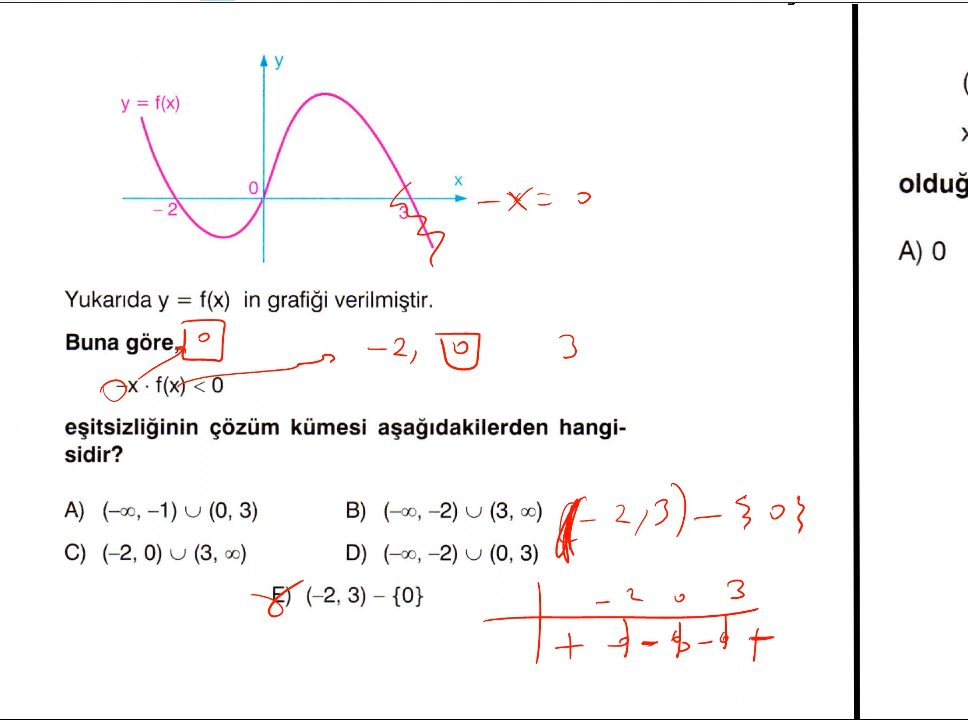 y
y = f(x)
0
x
- 2
3
- x = 0
(
x
olduğ
A) 0
Yukarıda y = f(x) in grafiği verilmiştir.
Buna göre, 0
- 2, 0 3
-x · f(x) < 0
eşitsizliğinin çözüm kümesi aşağıdakilerden hangi-
sidir?
A) (-∞, -1) ∪ (0, 3) B) (-∞, -2) ∪ (3, ∞)
C) (-2, 0) ∪ (3, ∞) D) (-∞, -2) ∪ (0, 3)
E) (-2, 3) - {0}
(- 2, 3) - {0}
- 2 0 3
+ - - +